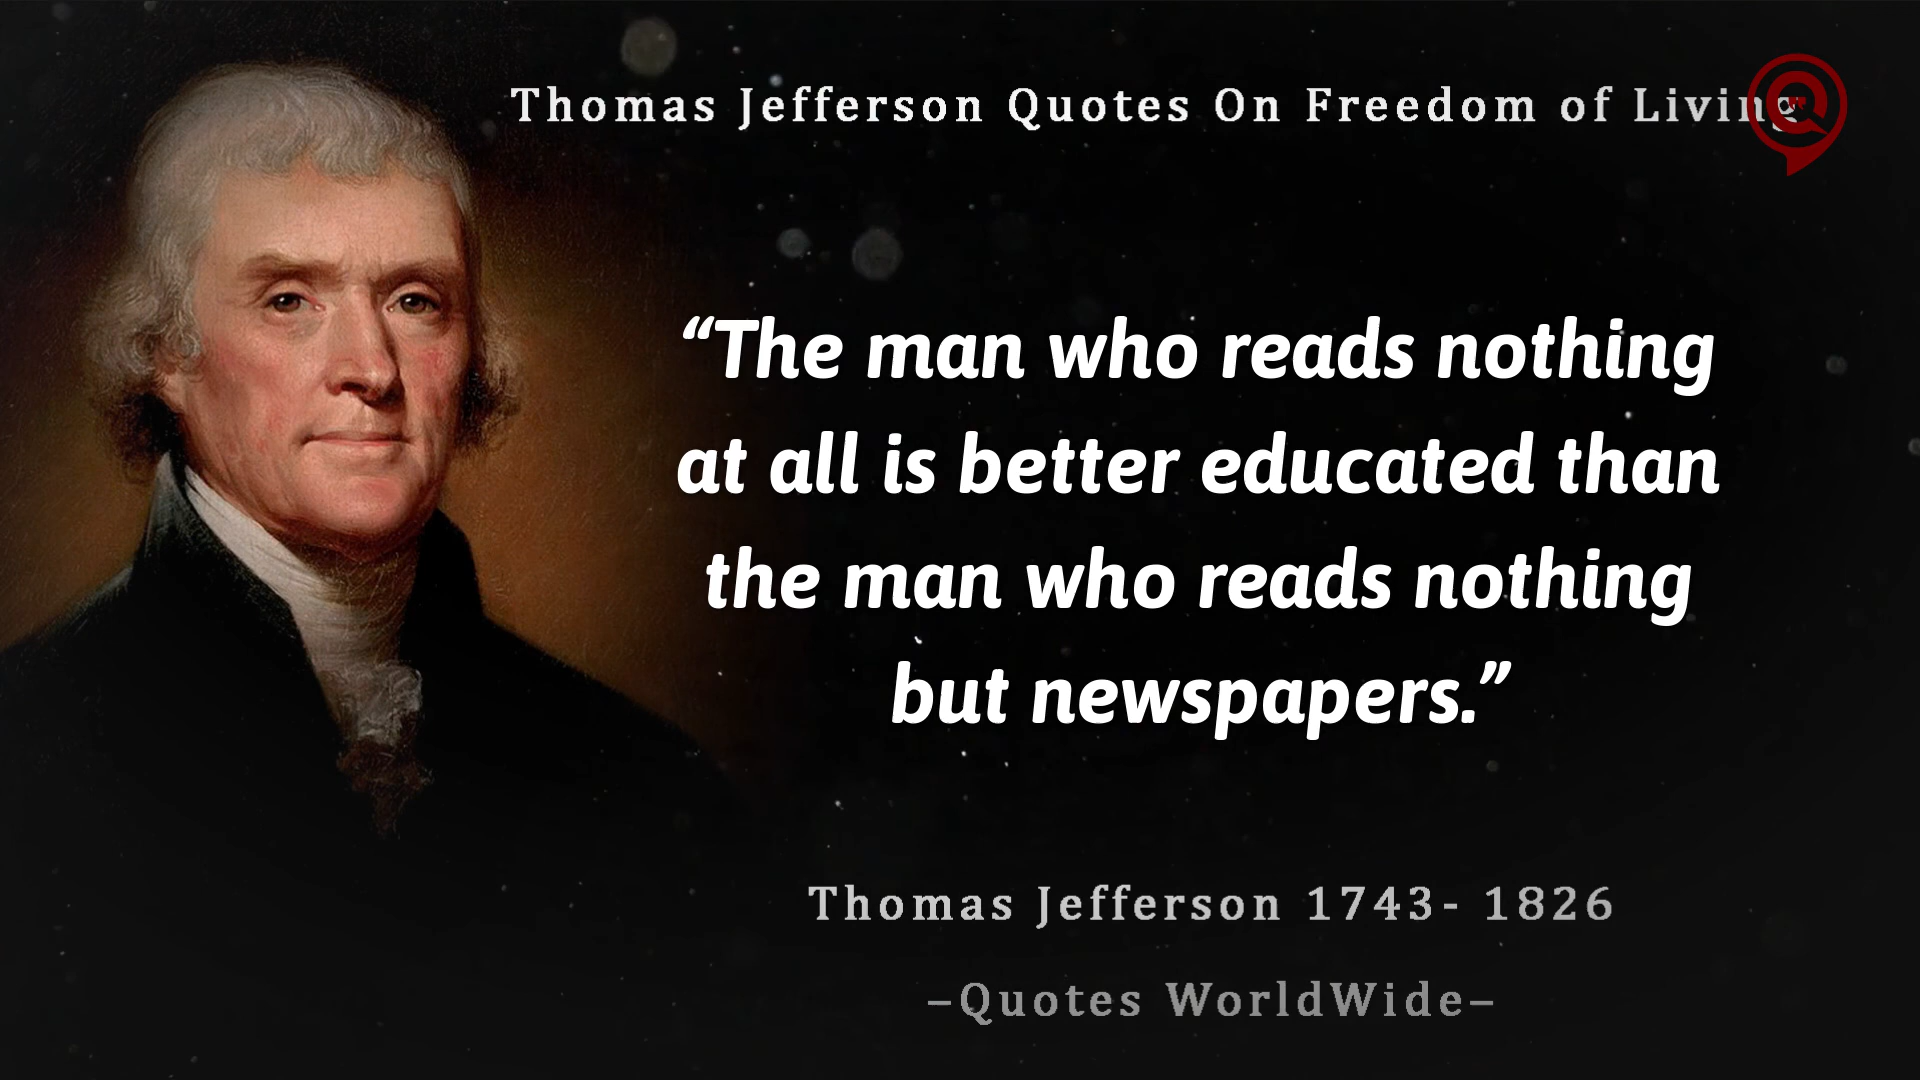 Thomas Jefferson Quotes On Freedom of Living
“The man who reads nothing
at all is better educated than
the man who reads nothing
but newspapers.”
Thomas Jefferson 1743- 1826
–Quotes WorldWide–